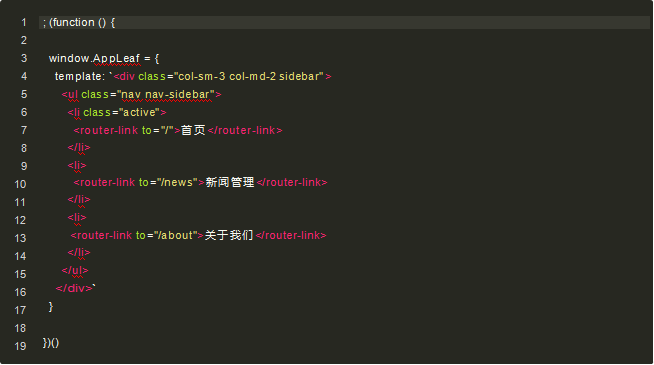 1 ; (function () {
2
3 window.AppLeaf = {
4 template: `<div class="col-sm-3 col-md-2 sidebar">
5 <ul class="nav nav-sidebar">
6 <li class="active">
7 <router-link to="/">首页</router-link>
8 </li>
9 <li>
10 <router-link to="/news">新闻管理</router-link>
11 </li>
12 <li>
13 <router-link to="/about">关于我们</router-link>
14 </li>
15 </ul>
16 </div>`
17 }
18
19 })()